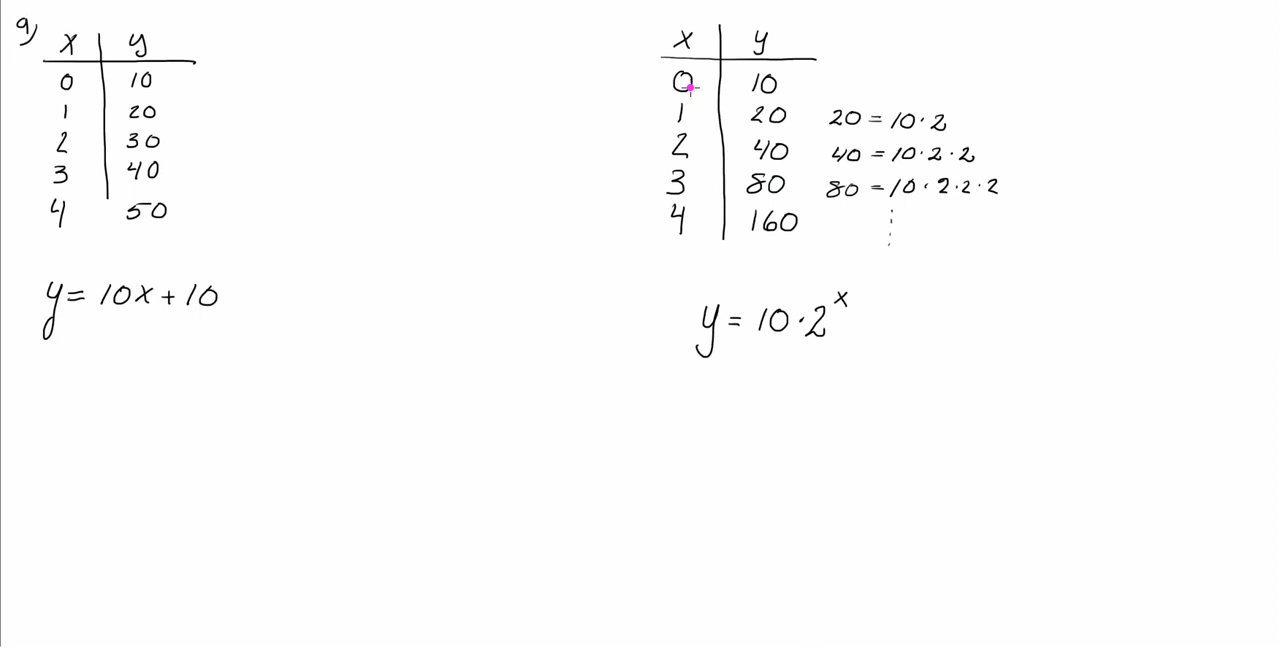 a)
x | y
0 | 10
1 | 20
2 | 30
3 | 40
4 50
y = 10x + 10
x | y
0 | 10
1 | 20 20 = 10 · 2
2 | 40 40 = 10 · 2 · 2
3 | 80 80 = 10 · 2 · 2 · 2
4 | 160
y = 10 · 2^x